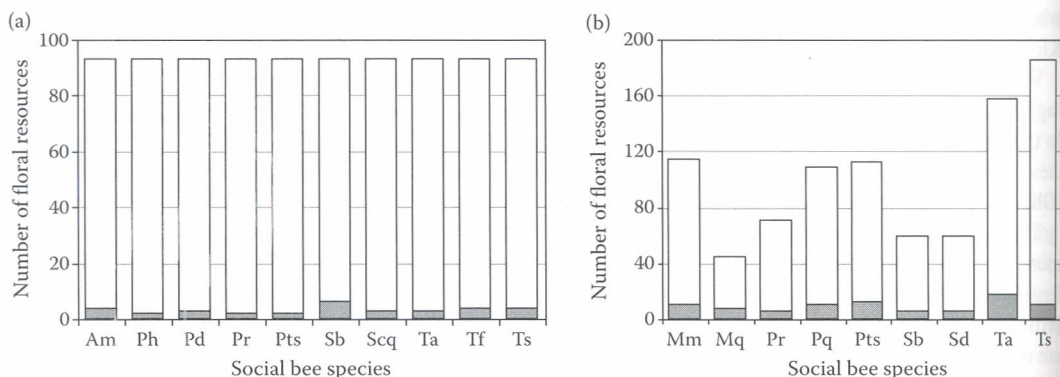 (a)
100
80
60
40
20
0
Number of floral resources
Am Ph Pd Pr Pts Sb Scq Ta Tf Ts
Social bee species
(b)
200
160
120
80
40
0
Number of floral resources
Mm Mq Pr Pq Pts Sb Sd Ta Ts
Social bee species